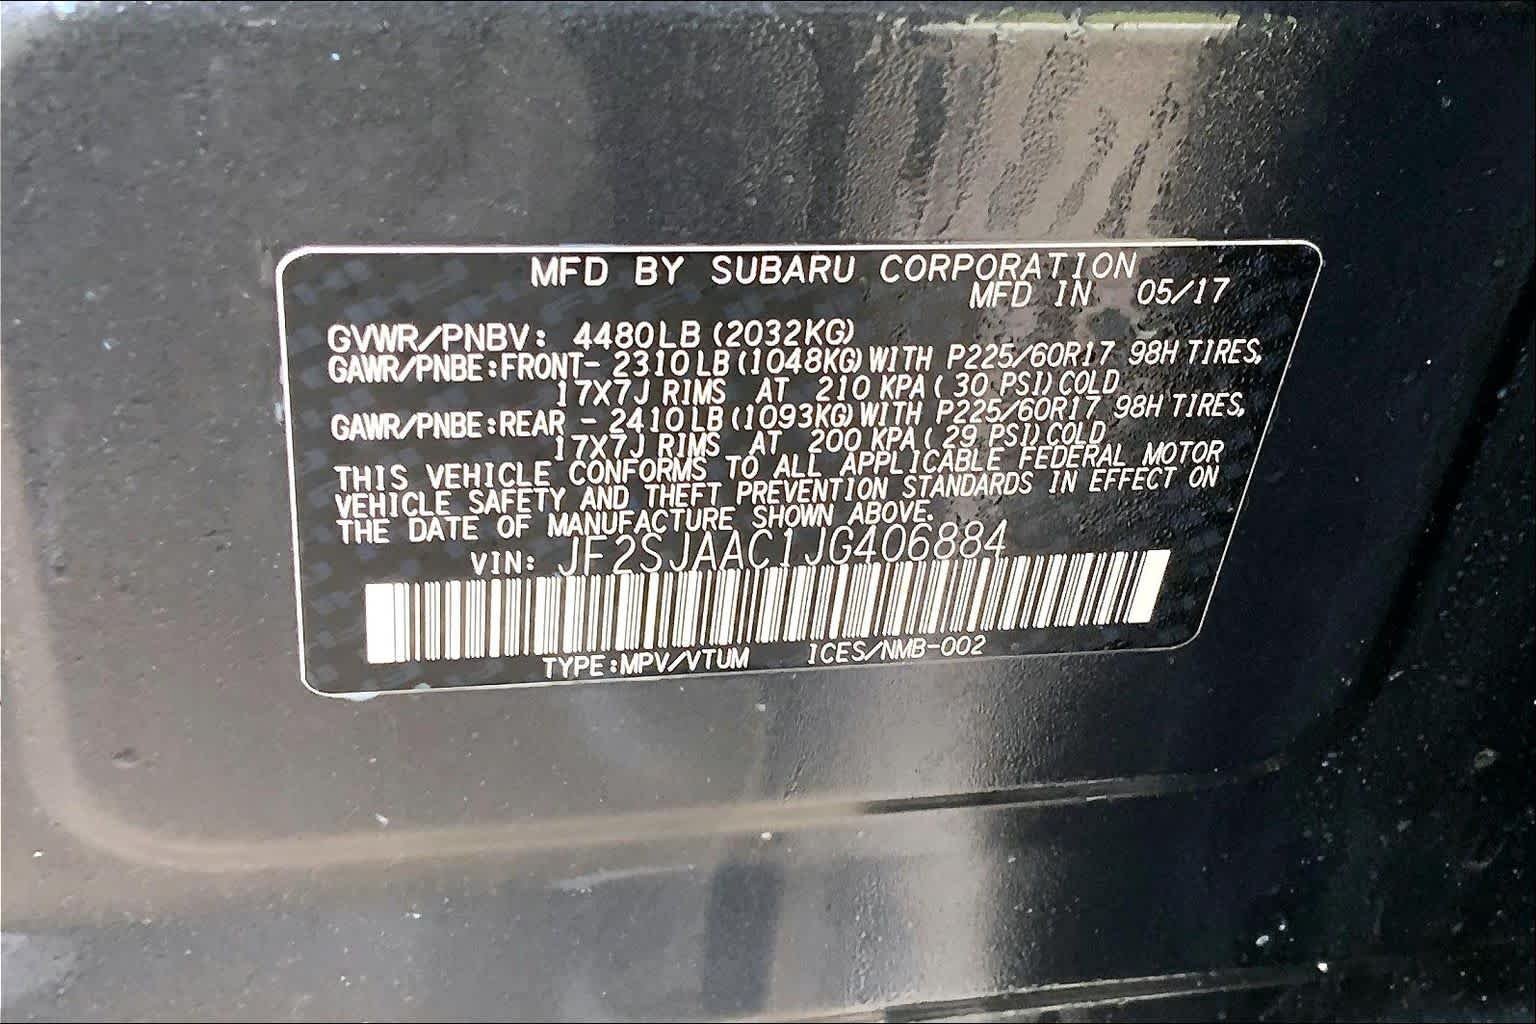 MFD BY SUBARU CORPORATION
MFD IN 05/17
GVWR/PNBV: 4480LB (2032KG)
GAWR/PNBE:FRONT- 2310LB(1048KG)WITH P225/60R17 98H TIRES,
17X7J RIMS AT 210 KPA( 30 PSI)COLD
GAWR/PNBE:REAR - 2410LB(1093KG)WITH P225/60R17 98H TIRES,
17X7J RIMS AT 200 KPA( 29 PSI)COLD
THIS VEHICLE CONFORMS TO ALL APPLICABLE FEDERAL MOTOR
VEHICLE SAFETY AND THEFT PREVENTION STANDARDS IN EFFECT ON
THE DATE OF MANUFACTURE SHOWN ABOVE.
VIN: JF2SJAAC1JG406884
TYPE:MPV/VTUM ICES/NMB-002